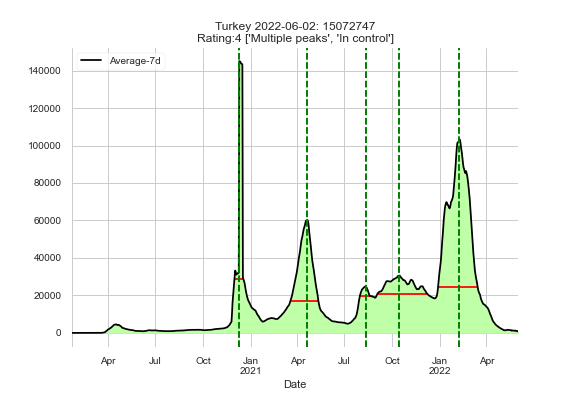 Turkey 2022-06-02: 15072747
Rating:4 ['Multiple peaks', 'In control']
Average-7d
140000
120000
100000
80000
60000
40000
20000
0
Apr Jul Oct Jan Apr Jul Oct Jan Apr
2021 2022
Date